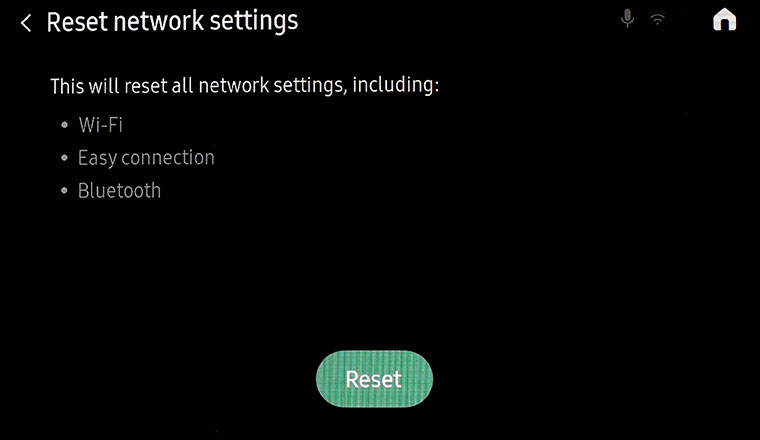 Reset network settings
This will reset all network settings, including:
• Wi-Fi
• Easy connection
• Bluetooth
Reset